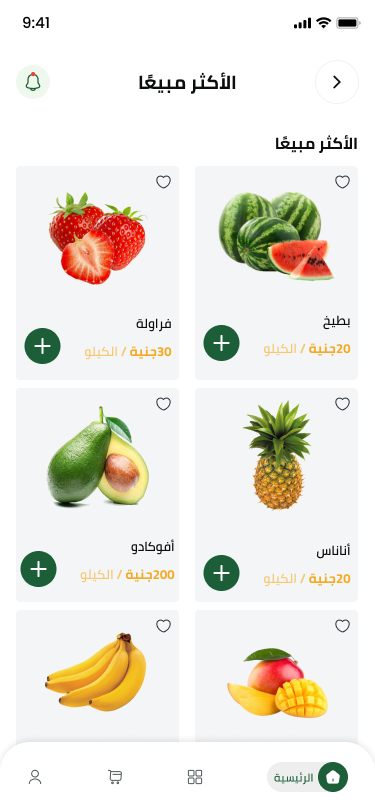 9:41
الأكثر مبيعًا
الأكثر مبيعًا
بطيخ
20جنية / الكيلو
فراولة
30جنية / الكيلو
أناناس
20جنية / الكيلو
أفوكادو
200جنية / الكيلو
الرئيسية